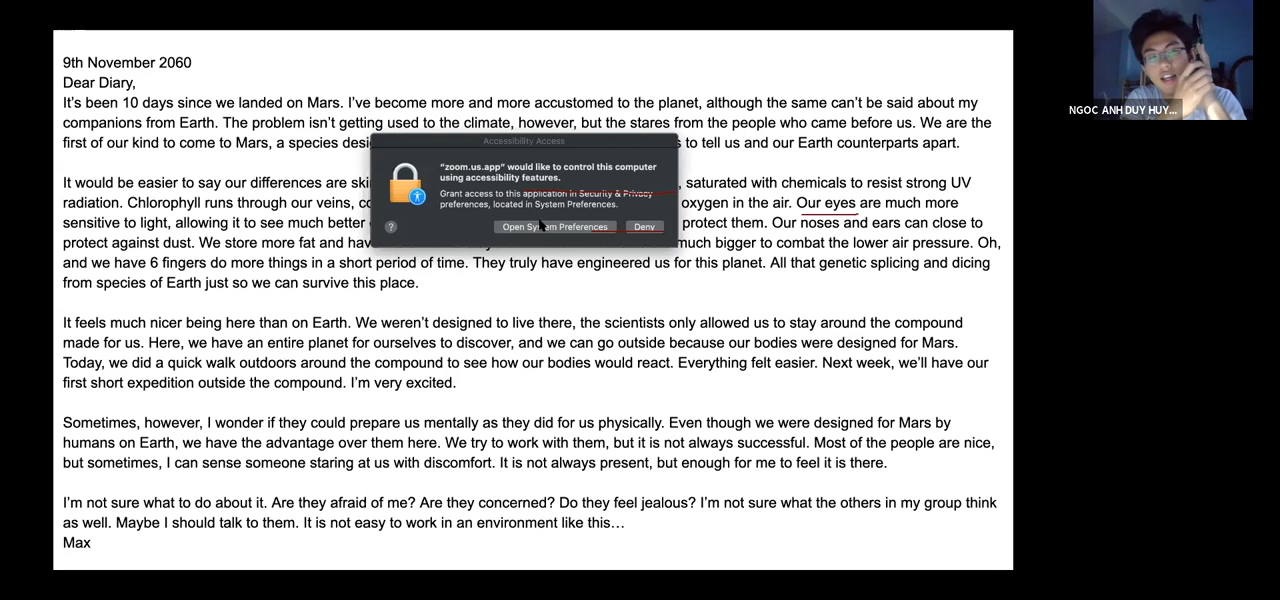 9th November 2060
Dear Diary,
It's been 10 days since we landed on Mars. I've become more and more accustomed to the planet, although the same can't be said about my
companions from Earth. The problem isn't getting used to the climate, however, but the stares from the people who came before us. We are the
first of our kind to come to Mars, a species to tell us and our Earth counterparts apart.
It would be easier to say our differences are saturated with chemicals to resist strong UV
radiation. Chlorophyll runs through our veins, oxygen in the air. Our eyes are much more
sensitive to light, allowing it to see much better protect them. Our noses and ears can close to
protect against dust. We store more fat and much bigger to combat the lower air pressure. Oh,
and we have 6 fingers do more things in a short period of time. They truly have engineered us for this planet. All that genetic splicing and dicing
from species of Earth just so we can survive this place.
It feels much nicer being here than on Earth. We weren't designed to live there, the scientists only allowed us to stay around the compound
made for us. Here, we have an entire planet for ourselves to discover, and we can go outside because our bodies were designed for Mars.
Today, we did a quick walk outdoors around the compound to see how our bodies would react. Everything felt easier. Next week, we'll have our
first short expedition outside the compound. I'm very excited.
Sometimes, however, I wonder if they could prepare us mentally as they did for us physically. Even though we were designed for Mars by
humans on Earth, we have the advantage over them here. We try to work with them, but it is not always successful. Most of the people are nice,
but sometimes, I can sense someone staring at us with discomfort. It is not always present, but enough for me to feel it is there.
I'm not sure what to do about it. Are they afraid of me? Are they concerned? Do they feel jealous? I'm not sure what the others in my group think
as well. Maybe I should talk to them. It is not easy to work in an environment like this…
Max
Accessibility Access
"zoom.us.app" would like to control this computer
using accessibility features.
Grant access to this application in Security & Privacy
preferences, located in System Preferences.
?
Open System Preferences
Deny
NGOC ANH DUY HUY...